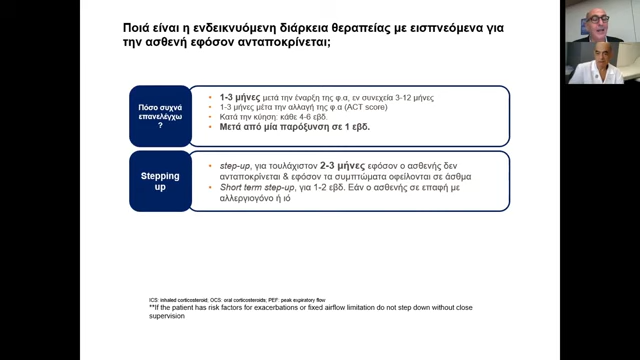 Ποιά είναι η ενδεικνυόμενη διάρκεια θεραπείας με εισπνεόμενα για
την ασθενή εφόσον ανταποκρίνεται;
Πόσο συχνά
επανελέγχω
?
• 1-3 μήνες μετά την έναρξη της φ.α, εν συνεχεία 3-12 μήνες
• 1-3 μήνες μέτα την αλλαγή της φ.α (ACT score)
• Κατά την κύηση: κάθε 4-6 εβδ.
• Μετά από μία παρόξυνση σε 1 εβδ.
Stepping
up
• step-up, για τουλάχιστον 2-3 μήνες εφόσον ο ασθενής δεν
ανταποκρίνεται & εφόσον τα συμπτώματα οφείλονται σε άσθμα
• Short term step-up, για 1-2 εβδ. Εάν ο ασθενής σε επαφή με
αλλεργιογόνο ή ιό
ICS: inhaled corticosteroid; OCS: oral corticosteroids; PEF: peak expiratory flow
**If the patient has risk factors for exacerbations or fixed airflow limitation do not step down without close
supervision